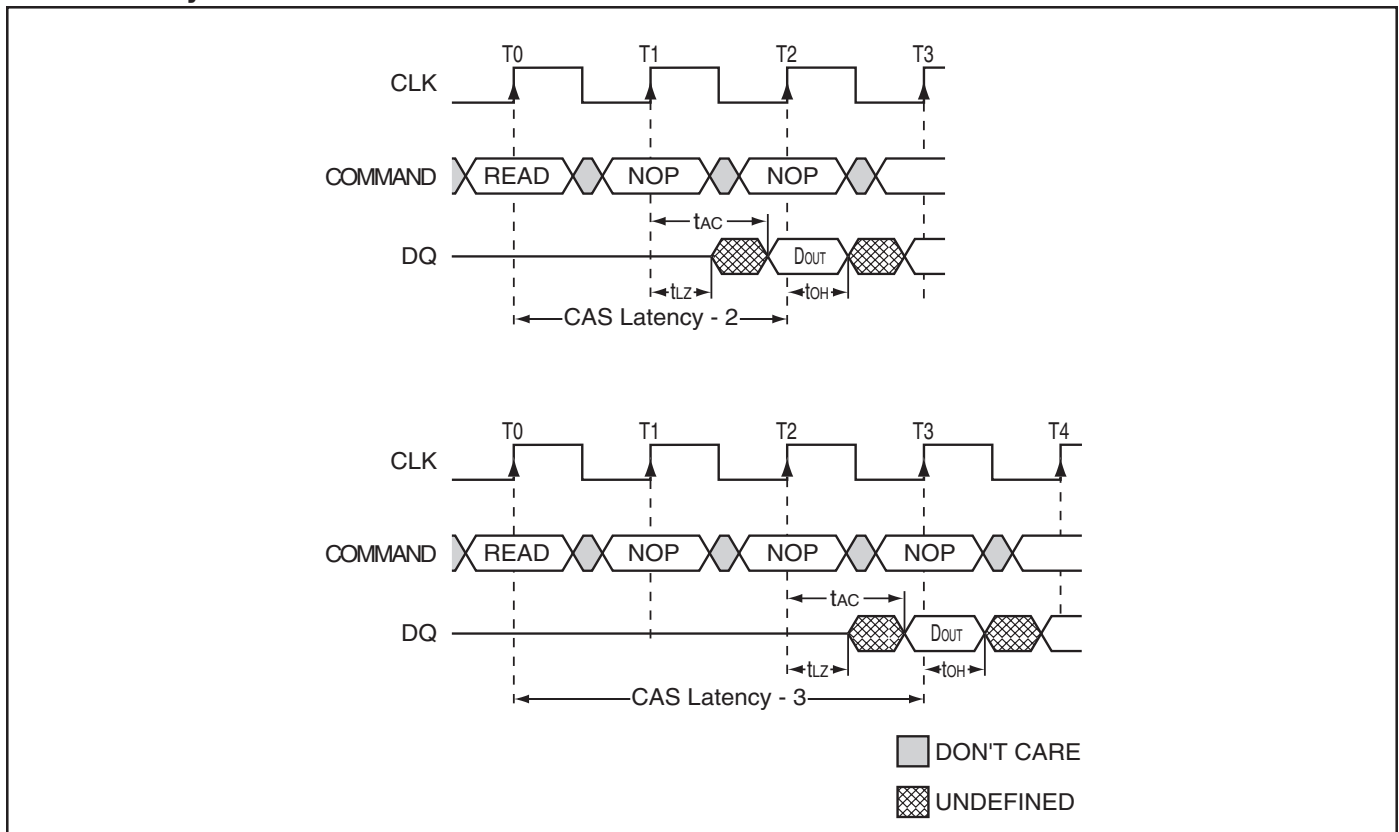 T0 T1 T2 T3
CLK
COMMAND READ NOP NOP
tAC
DQ DOUT
tLZ tOH
CAS Latency - 2
T0 T1 T2 T3 T4
CLK
COMMAND READ NOP NOP NOP
tAC
DQ DOUT
tLZ tOH
CAS Latency - 3
DON'T CARE
UNDEFINED